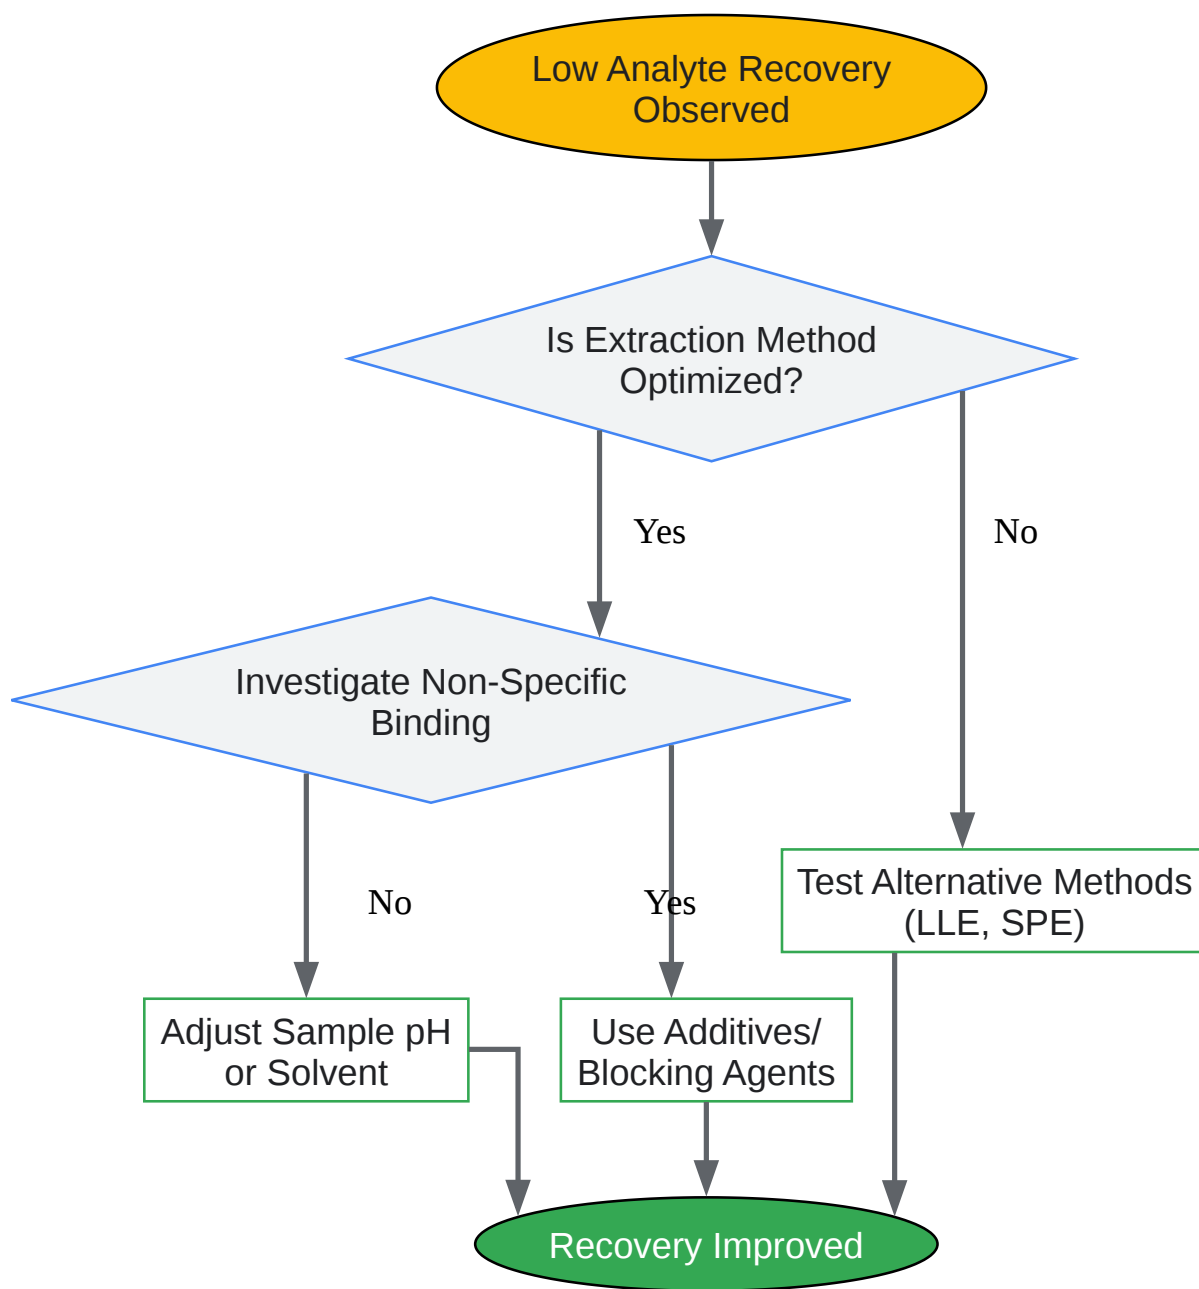 Low Analyte Recovery
Observed
Is Extraction Method
Optimized?
Yes
No
Investigate Non-Specific
Binding
No
Yes
Test Alternative Methods
(LLE, SPE)
Adjust Sample pH
or Solvent
Use Additives/
Blocking Agents
Recovery Improved